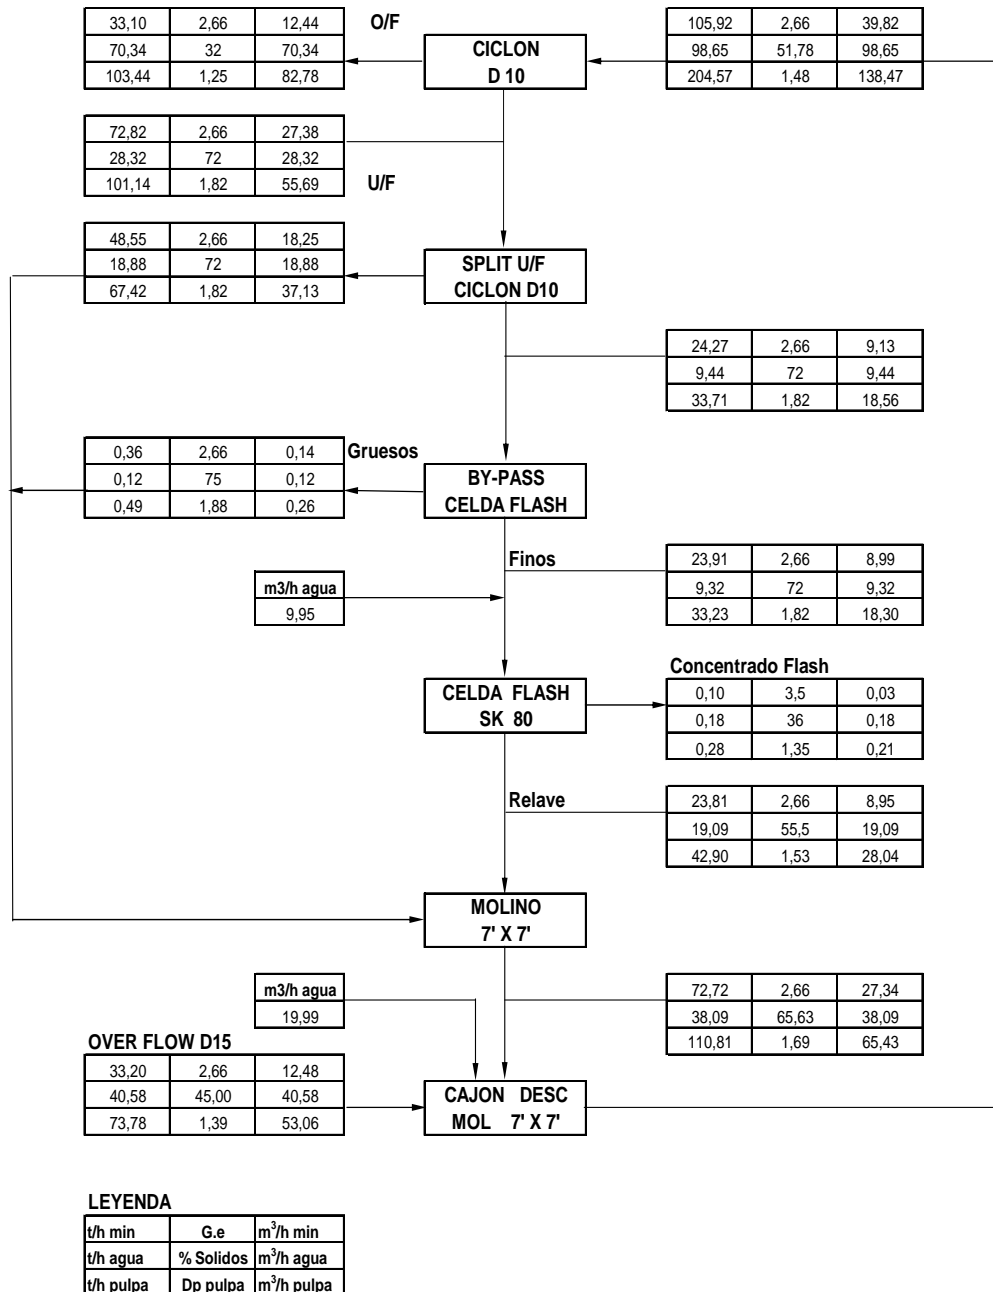 33,10 2,66 12,44
70,34 32 70,34
103,44 1,25 82,78
O/F
CICLON
D 10
105,92 2,66 39,82
98,65 51,78 98,65
204,57 1,48 138,47
72,82 2,66 27,38
28,32 72 28,32
101,14 1,82 55,69
U/F
48,55 2,66 18,25
18,88 72 18,88
67,42 1,82 37,13
SPLIT U/F
CICLON D10
24,27 2,66 9,13
9,44 72 9,44
33,71 1,82 18,56
0,36 2,66 0,14
0,12 75 0,12
0,49 1,88 0,26
Gruesos
BY-PASS
CELDA FLASH
Finos
23,91 2,66 8,99
9,32 72 9,32
33,23 1,82 18,30
m3/h agua
9,95
CELDA FLASH
SK 80
Concentrado Flash
0,10 3,5 0,03
0,18 36 0,18
0,28 1,35 0,21
Relave
23,81 2,66 8,95
19,09 55,5 19,09
42,90 1,53 28,04
MOLINO
7' X 7'
m3/h agua
19,99
72,72 2,66 27,34
38,09 65,63 38,09
110,81 1,69 65,43
OVER FLOW D15
33,20 2,66 12,48
40,58 45,00 40,58
73,78 1,39 53,06
CAJON DESC
MOL 7' X 7'
LEYENDA
t/h min G.e m³/h min
t/h agua % Solidos m³/h agua
t/h pulpa Dp pulpa m³/h pulpa